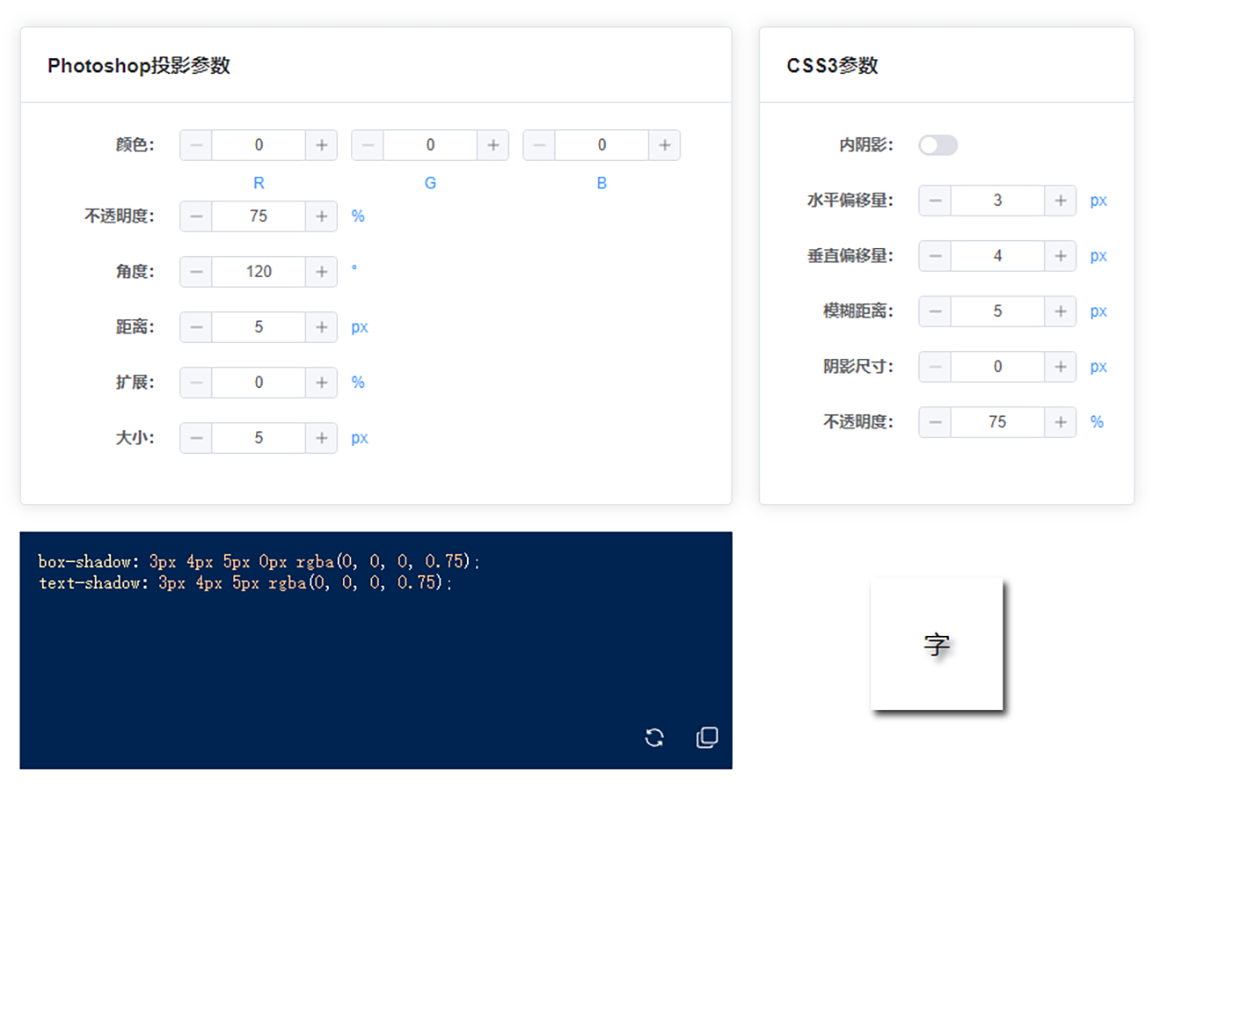 Photoshop投影参数
颜色： 0 0 0
R G B
不透明度： 75 %
角度： 120 °
距离： 5 px
扩展： 0 %
大小： 5 px
CSS3参数
内阴影：
水平偏移量： 3 px
垂直偏移量： 4 px
模糊距离： 5 px
阴影尺寸： 0 px
不透明度： 75 %
box-shadow: 3px 4px 5px 0px rgba(0, 0, 0, 0.75);
text-shadow: 3px 4px 5px rgba(0, 0, 0, 0.75);
字